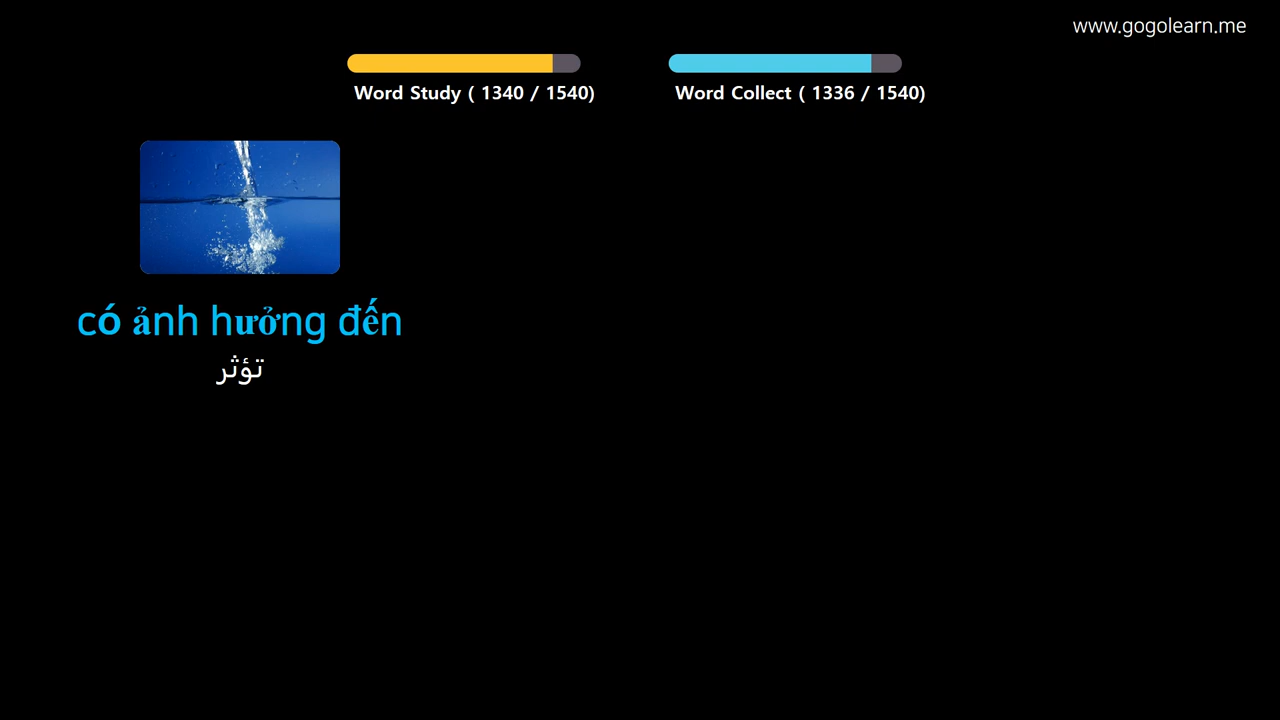 www.gogolearn.me
Word Study ( 1340 / 1540)
Word Collect ( 1336 / 1540)
có ảnh hưởng đến
تؤثر